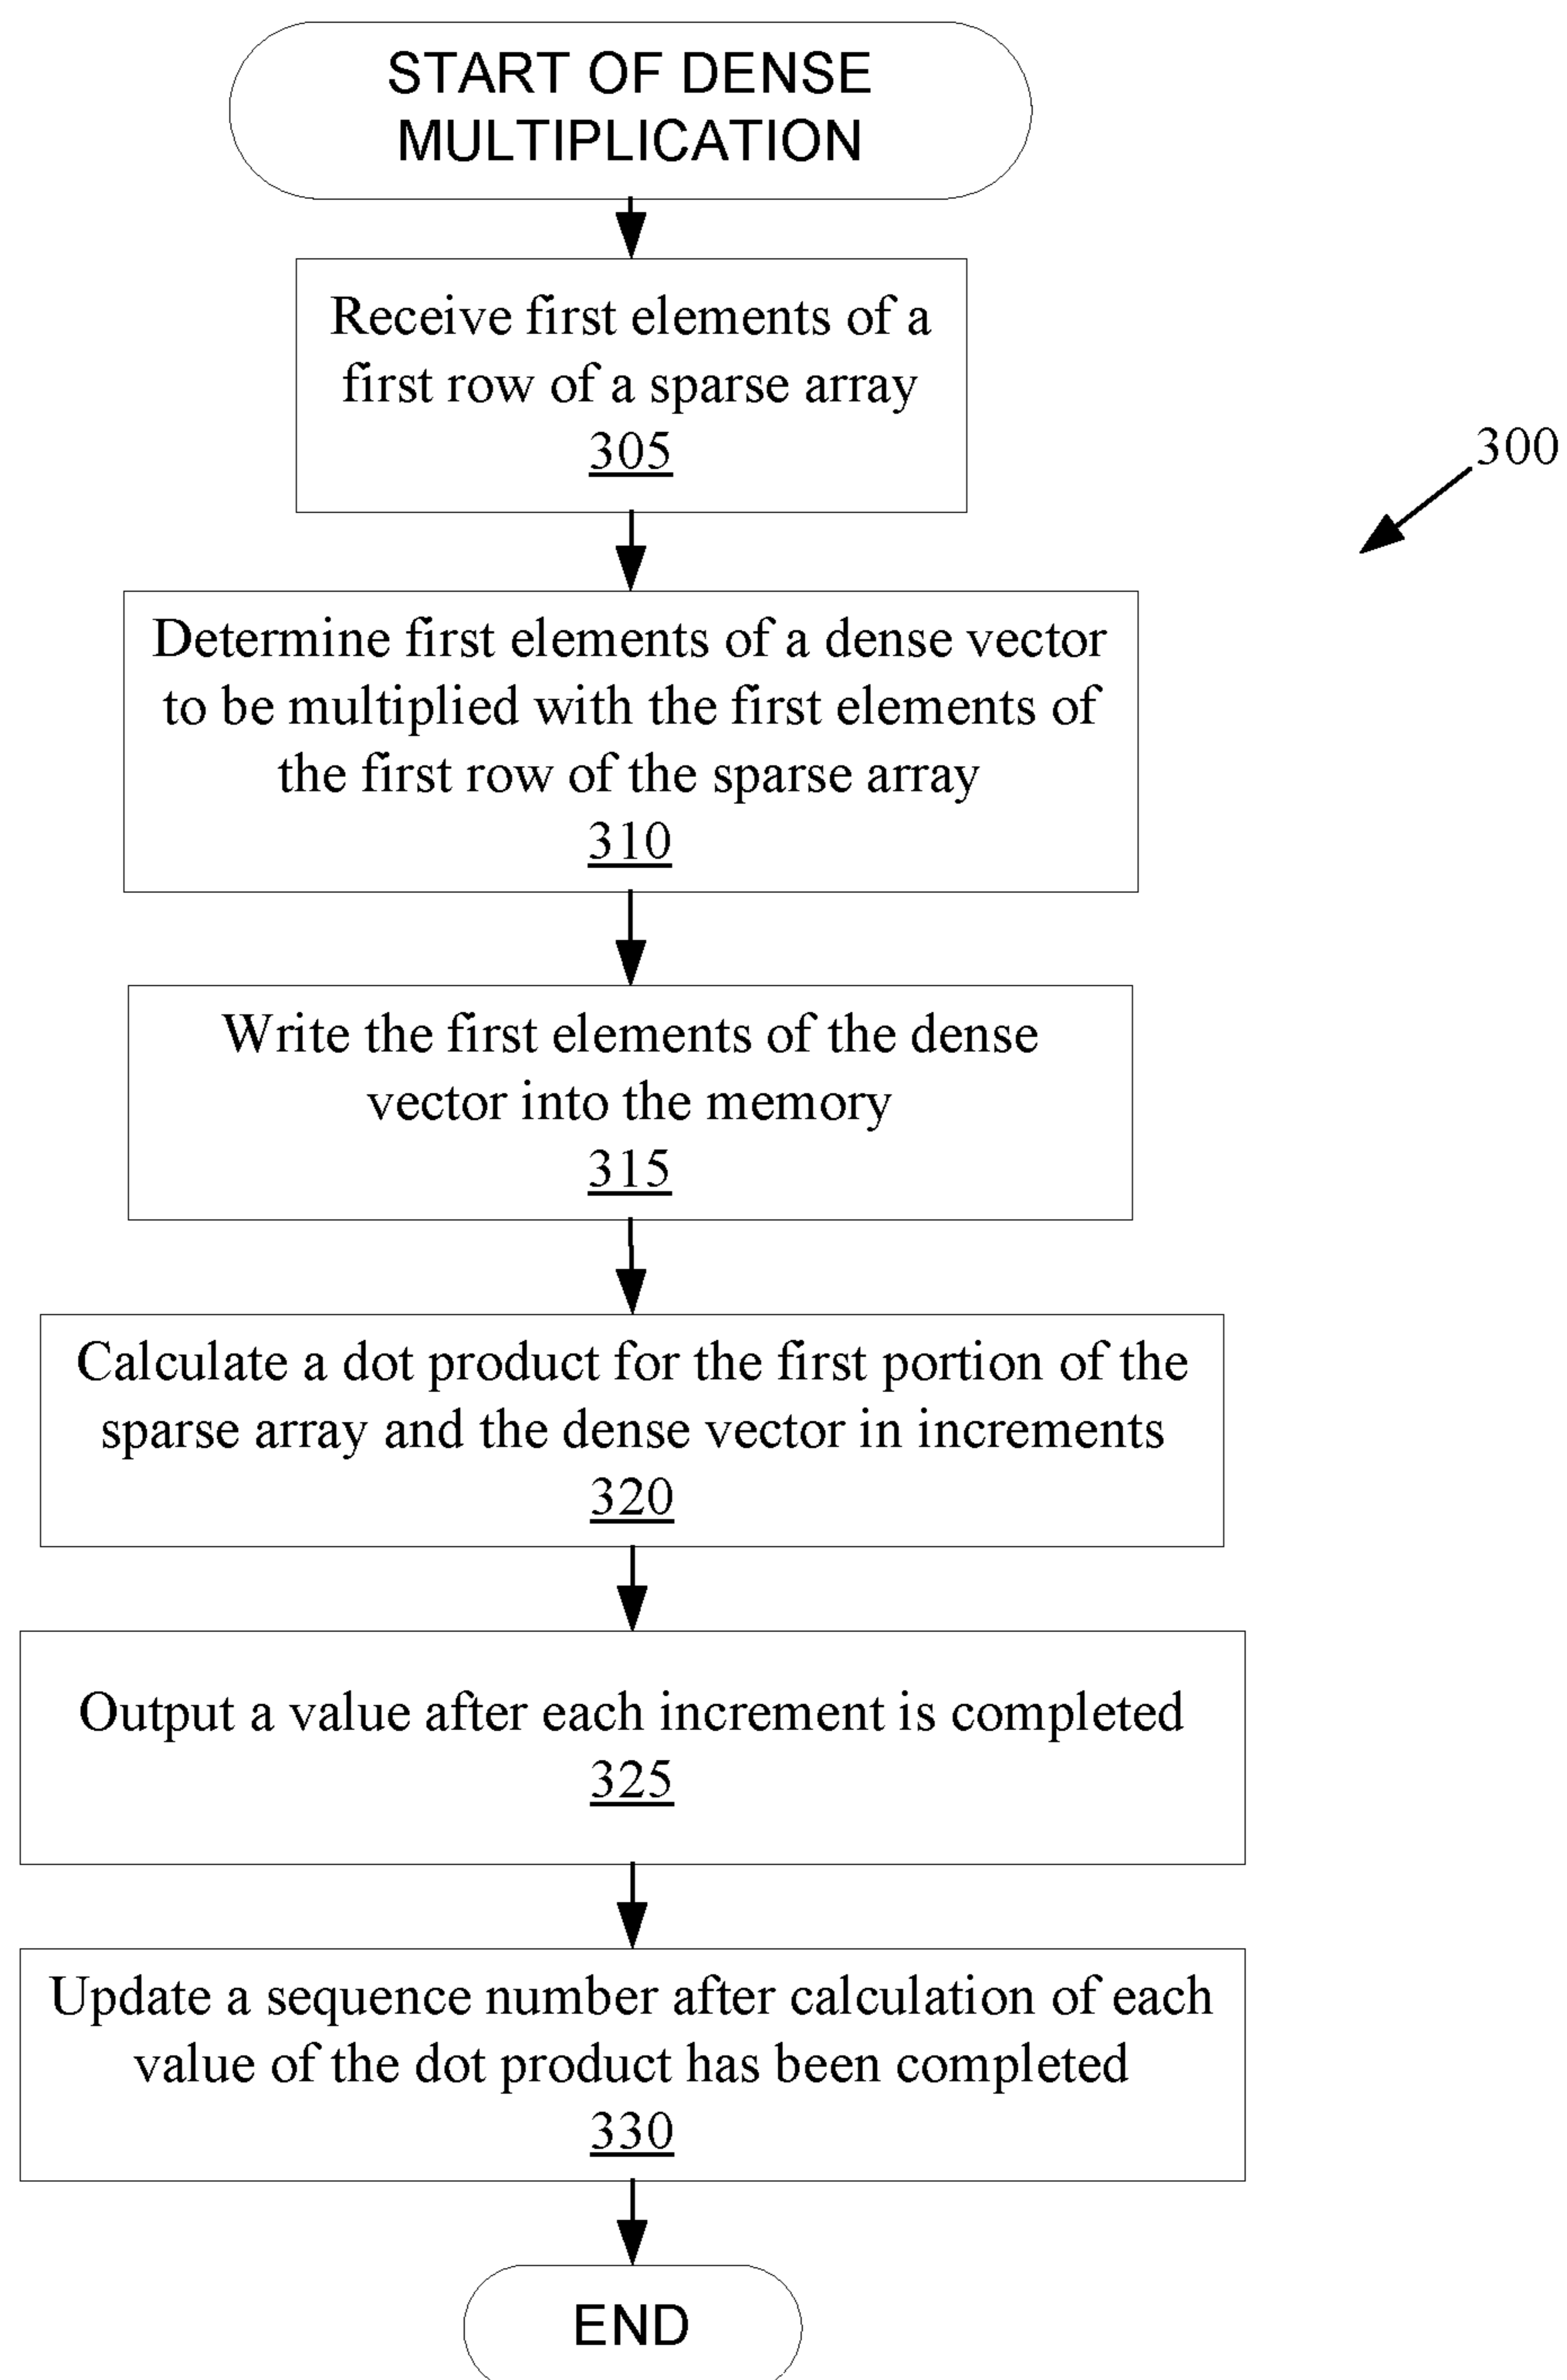 START OF DENSE
MULTIPLICATION
Receive first elements of a
first row of a sparse array
305
300
Determine first elements of a dense vector
to be multiplied with the first elements of
the first row of the sparse array
310
Write the first elements of the dense
vector into the memory
315
Calculate a dot product for the first portion of the
sparse array and the dense vector in increments
320
Output a value after each increment is completed
325
Update a sequence number after calculation of each
value of the dot product has been completed
330
END